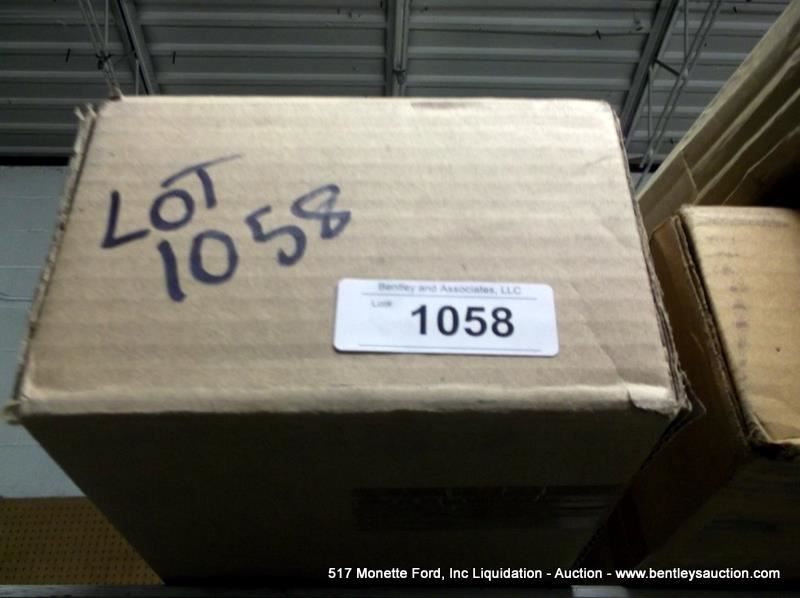 LOT
1058
Bentley and Associates, LLC
Lot#:
1058
517 Monette Ford, Inc Liquidation - Auction - www.bentleysauction.com